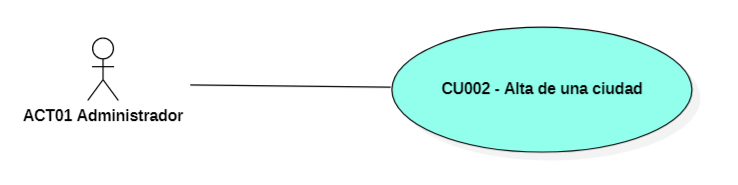 CU002 - Alta de una ciudad
ACT01 Administrador